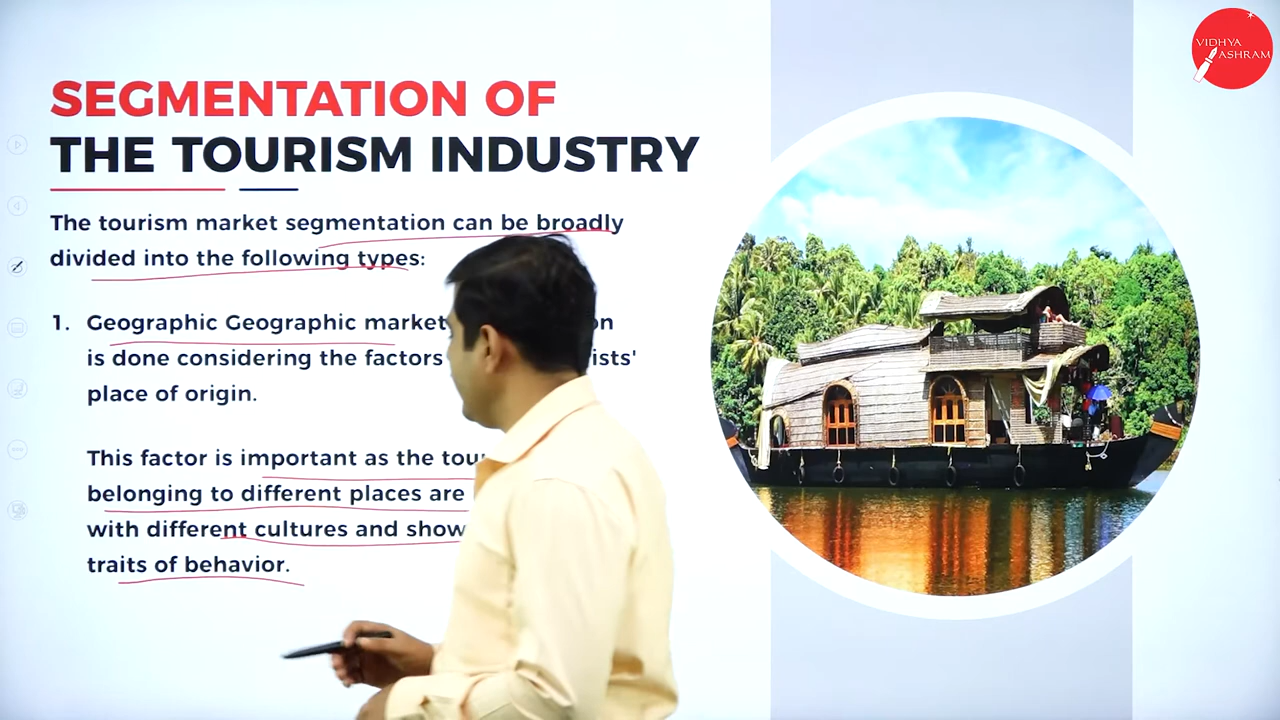 SEGMENTATION OF
THE TOURISM INDUSTRY
The tourism market segmentation can be broadly
divided into the following types:
1. Geographic Geographic market
is done considering the factors
place of origin.
This factor is important as the
belonging to different places are
with different cultures and show
traits of behavior.
VIDHYA
ASHRAM